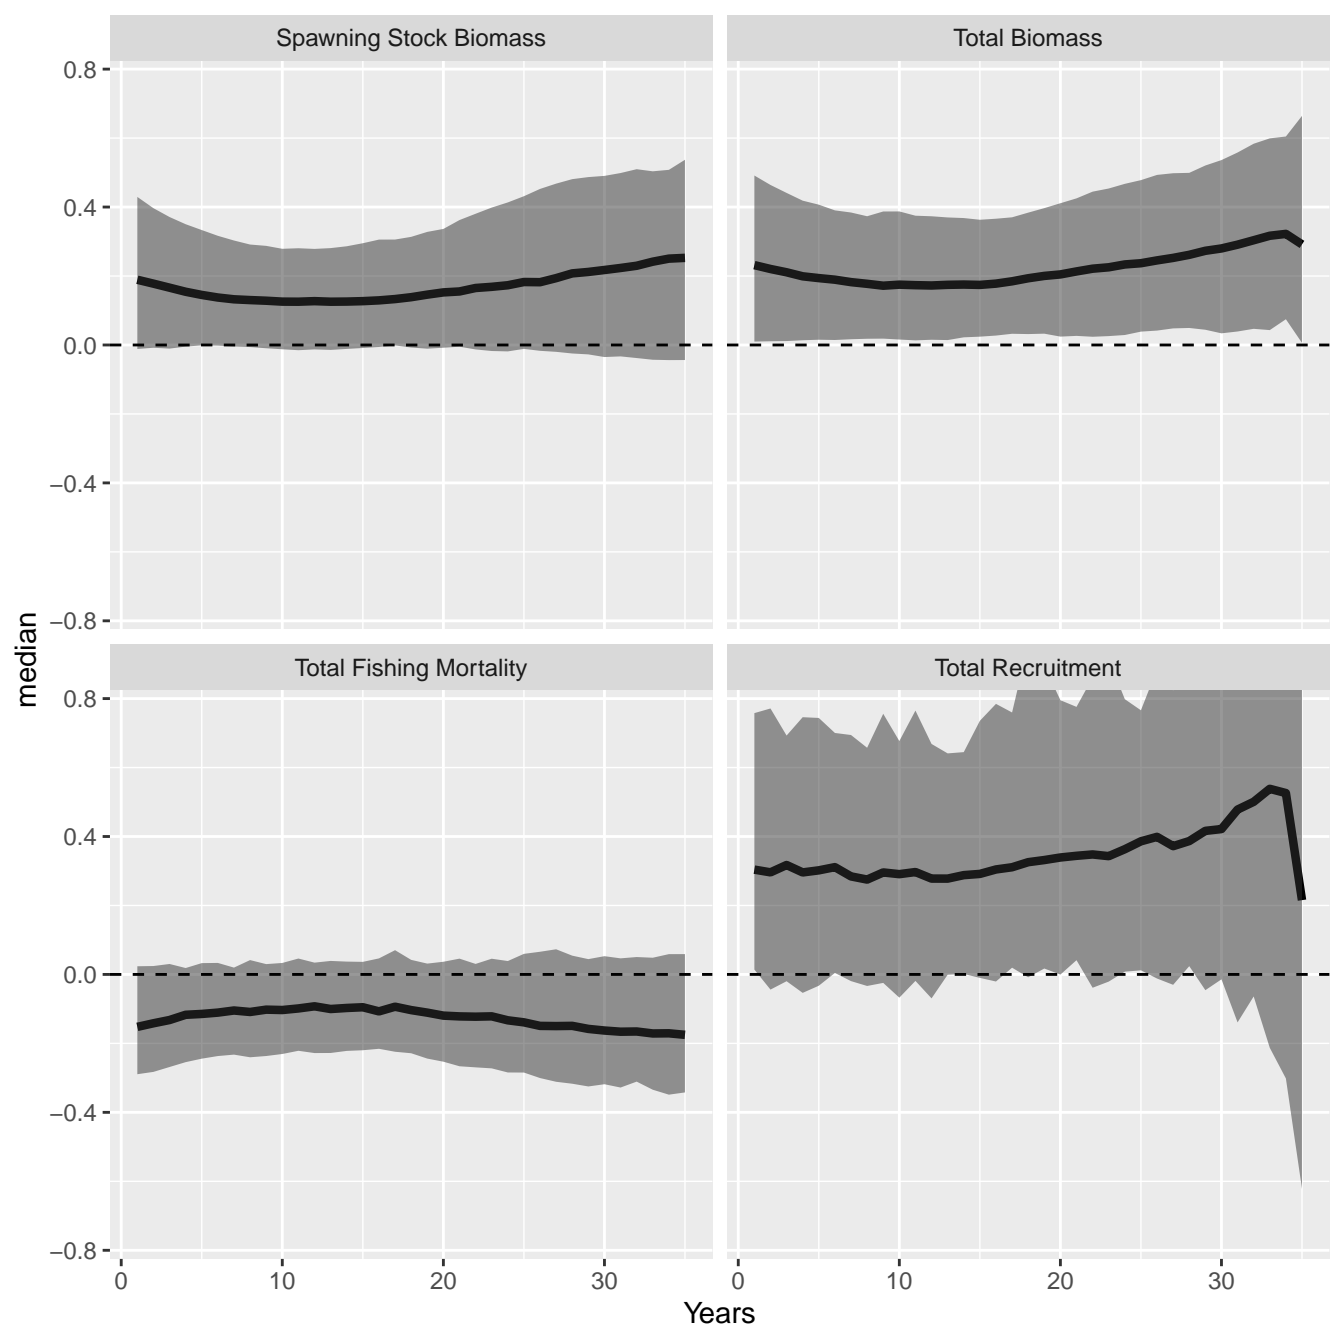 Spawning Stock Biomass
Total Biomass
0.8
0.4
0.0
−0.4
−0.8
median
Total Fishing Mortality
Total Recruitment
0.8
0.4
0.0
−0.4
−0.8
0 10 20 30
0 10 20 30
Years